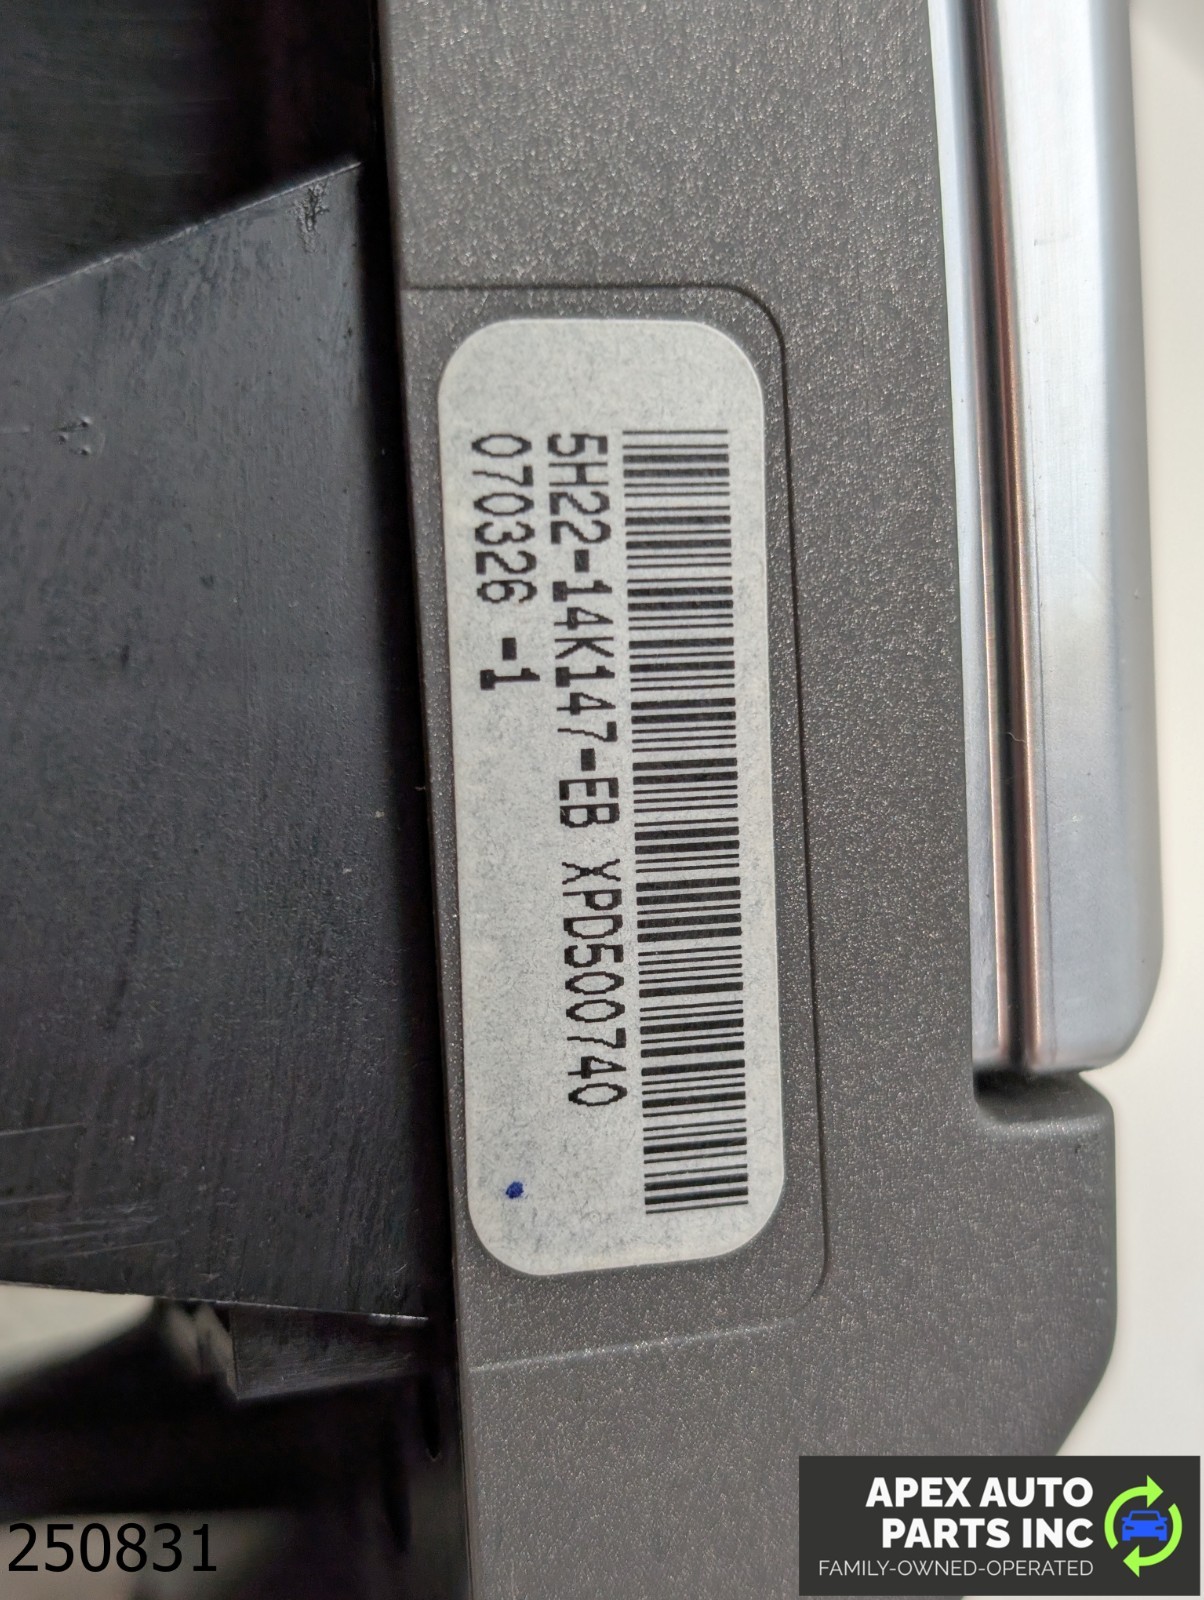 5H22-14K147-EB XPD500740
070326 -1
250831
APEX AUTO
PARTS INC
FAMILY-OWNED-OPERATED